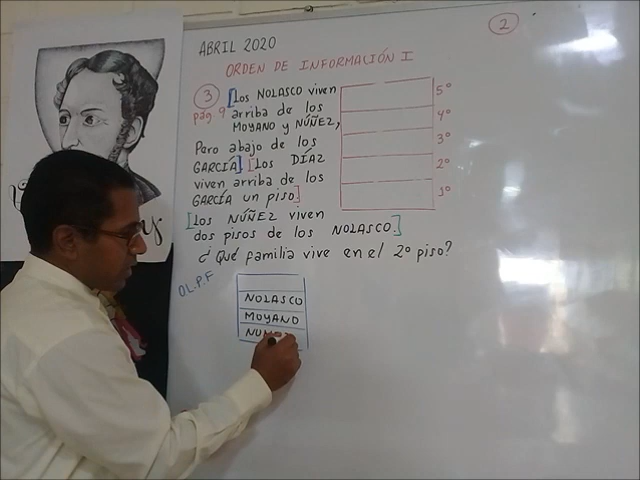 2
ABRIL 2020
ORDEN DE INFORMACIÓN I
3
pág. 9
[Los NOLASCO viven
arriba de los
MOYANO y NÚÑEZ,
Pero abajo de los
GARCÍA]. [Los DÍAZ
viven arriba de los
GARCÍA un piso.]
[Los NÚÑEZ viven
dos pisos de los NOLASCO.]
¿Qué familia vive en el 2º piso?
5º
4º
3º
2º
1º
O.L.P.F
NOLASCO
MOYANO